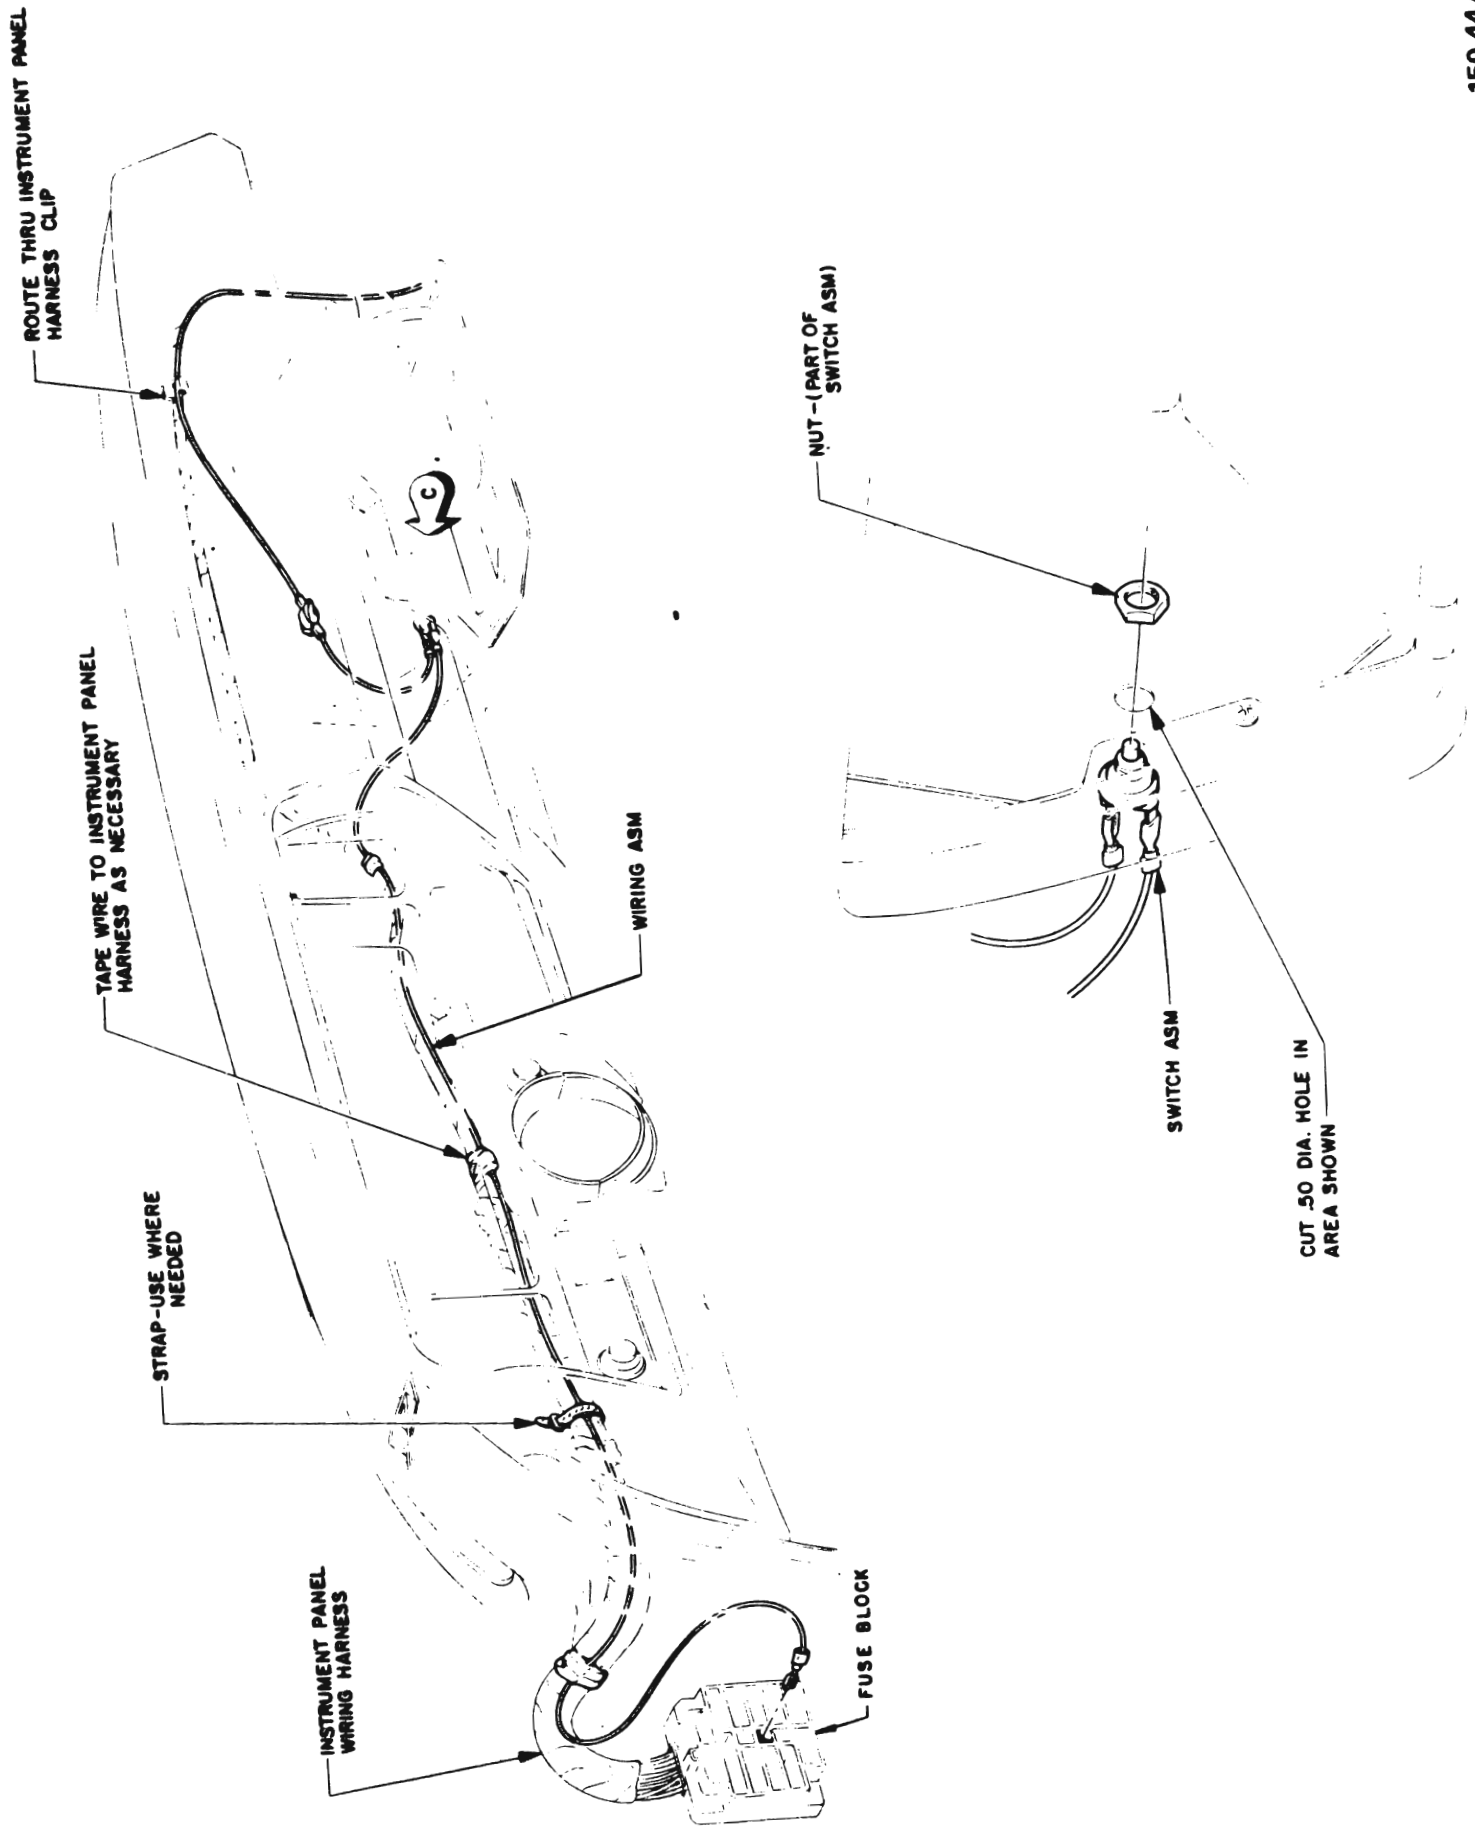 ROUTE THRU INSTRUMENT PANEL
HARNESS CLIP
TAPE WIRE TO INSTRUMENT PANEL
HARNESS AS NECESSARY
STRAP-USE WHERE
NEEDED
INSTRUMENT PANEL
WIRING HARNESS
C
WIRING ASM
FUSE BLOCK
NUT-(PART OF
SWITCH ASM)
SWITCH ASM
CUT .50 DIA. HOLE IN
AREA SHOWN